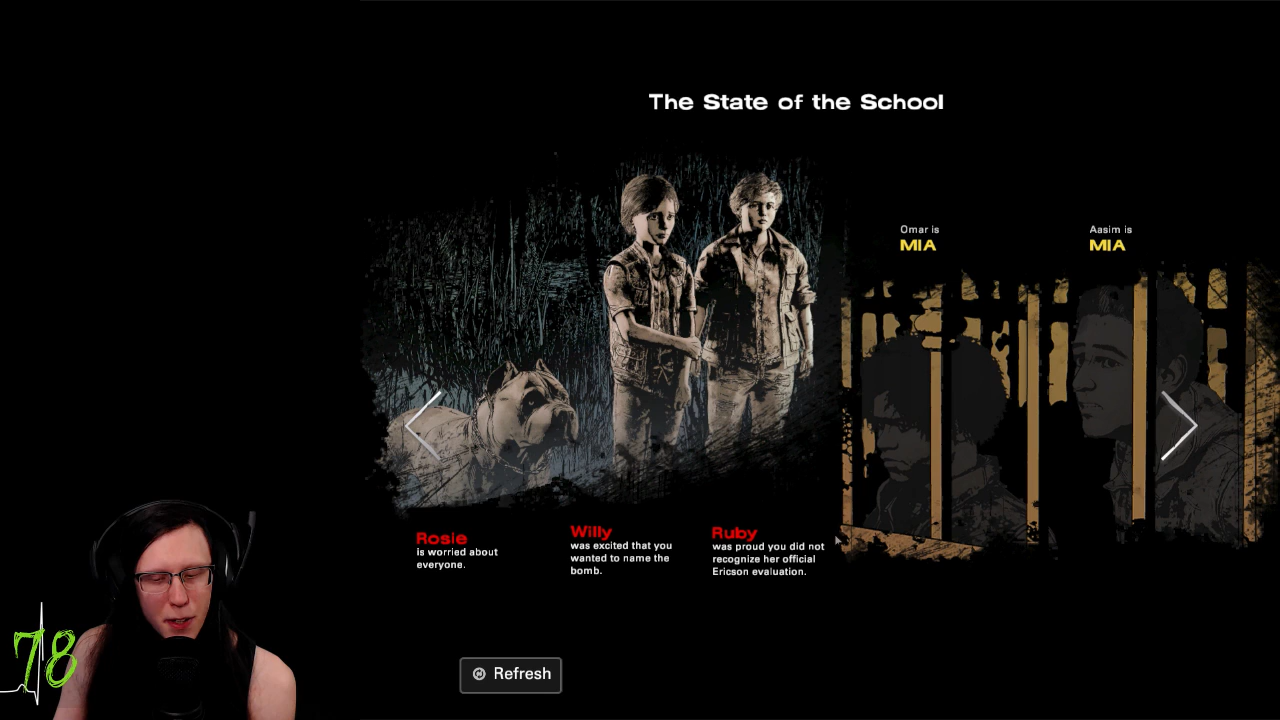 The State of the School
Omar is
MIA
Aasim is
MIA
Rosie
is worried about
everyone.
Willy
was excited that you
wanted to name the
bomb.
Ruby
was proud you did not
recognize her official
Ericson evaluation.
Refresh
78